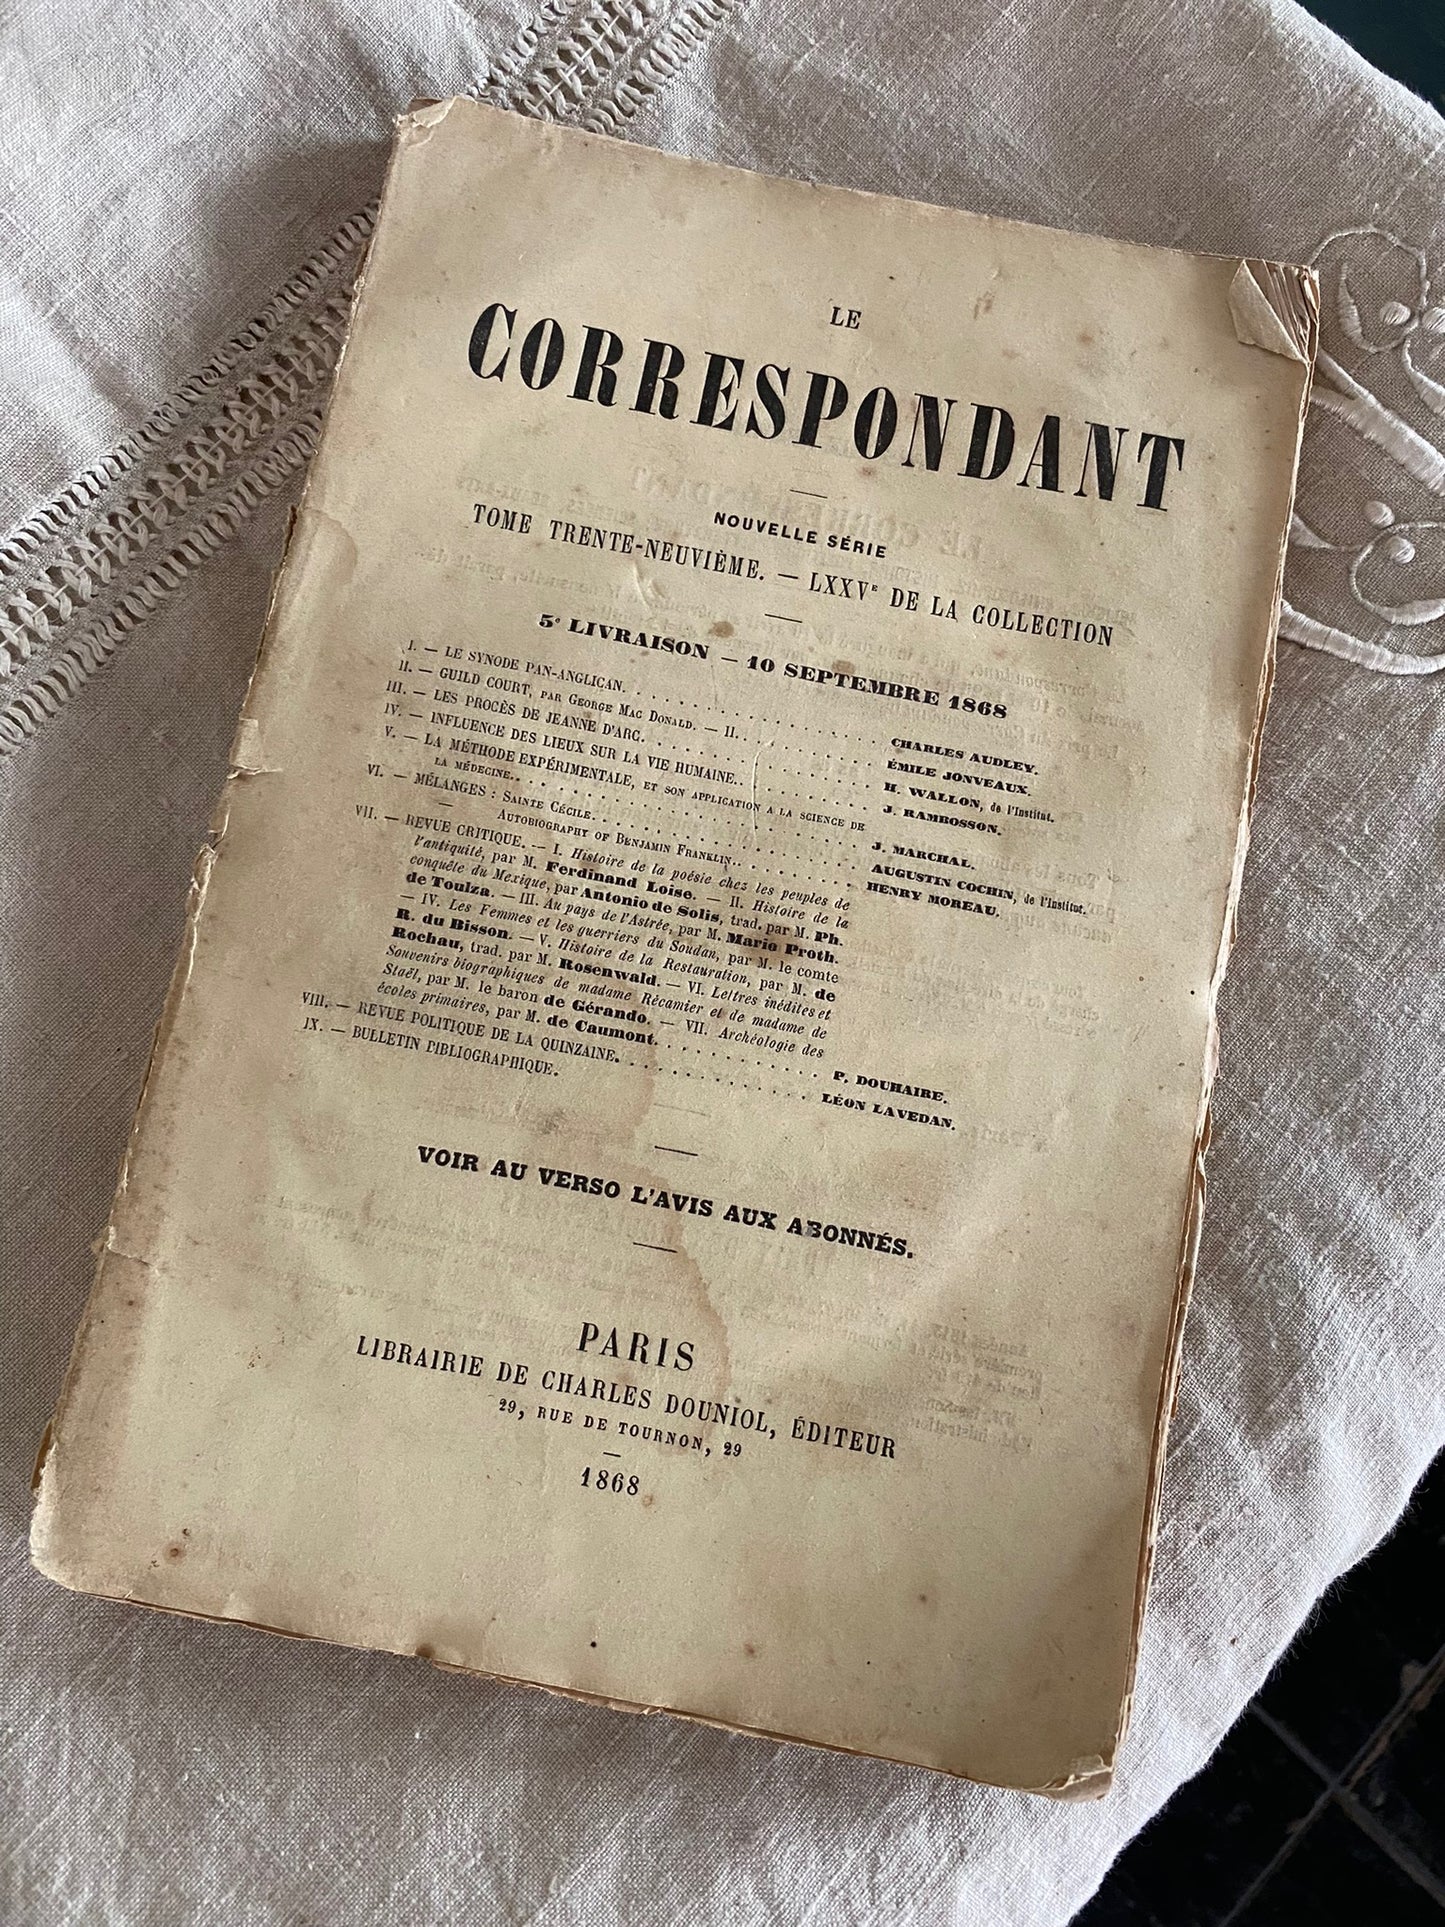 LE
CORRESPONDANT
NOUVELLE SÉRIE
TOME TRENTE-NEUVIÈME. — LXXVe DE LA COLLECTION
5e LIVRAISON — 10 SEPTEMBRE 1868
I. — LE SYNODE PAN-ANGLICAN. CHARLES AUDLEY.
II. — GUILD COURT, PAR GEORGE MAC DONALD. — II. ÉMILE JONVEAUX.
III. — LES PROCÈS DE JEANNE D'ARC. H. WALLON, de l'Institut.
IV. — INFLUENCE DES LIEUX SUR LA VIE HUMAINE. J. RAMBOSSON.
V. — LA MÉTHODE EXPÉRIMENTALE, ET SON APPLICATION A LA SCIENCE DE
LA MÉDECINE. J. MARCHAL.
VI. — MÉLANGES : SAINTE CÉCILE. AUGUSTIN COCHIN, de l'Institut.
— AUTOBIOGRAPHY OF BENJAMIN FRANKLIN. HENRY MOREAU.
VII. — REVUE CRITIQUE. — I. Histoire de la poésie chez les peuples de
l'antiquité, par M. Ferdinand Loise. — II. Histoire de la
conquête du Mexique, par Antonio de Solis, trad. par M. Ph.
de Toulza. — III. Au pays de l'Astrée, par M. Mario Proth.
— IV. Les Femmes et les guerriers du Soudan, par M. le comte
R. du Bisson. — V. Histoire de la Restauration, par M. de
Rochau, trad. par M. Rosenwald. — VI. Lettres inédites et
Souvenirs biographiques de madame Récamier et de madame de
Staël, par M. le baron de Gérando. — VII. Archéologie des
écoles primaires, par M. de Caumont. P. DOUHAIRE.
VIII. — REVUE POLITIQUE DE LA QUINZAINE. LÉON LAVEDAN.
IX. — BULLETIN BIBLIOGRAPHIQUE.
VOIR AU VERSO L'AVIS AUX ABONNÉS.
PARIS
LIBRAIRIE DE CHARLES DOUNIOL, ÉDITEUR
29, RUE DE TOURNON, 29
1868